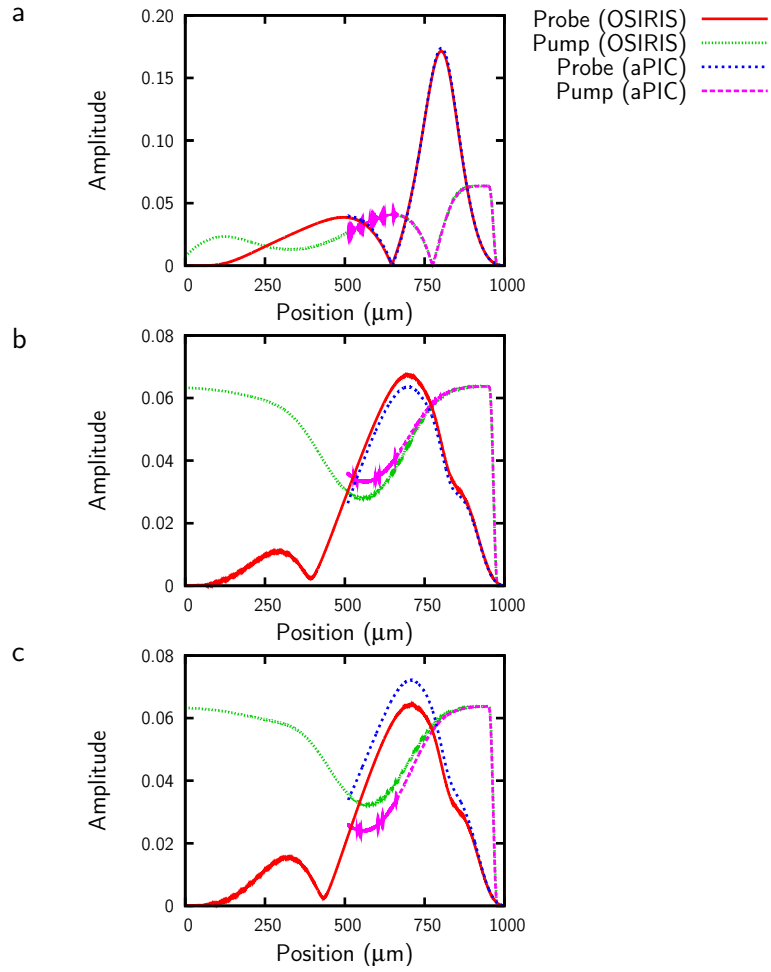 a
Probe (OSIRIS)
Pump (OSIRIS)
Probe (aPIC)
Pump (aPIC)
0.20
0.15
0.10
0.05
0
Amplitude
0 250 500 750 1000
Position (μm)
b
0.08
0.06
0.04
0.02
0
Amplitude
0 250 500 750 1000
Position (μm)
c
0.08
0.06
0.04
0.02
0
Amplitude
0 250 500 750 1000
Position (μm)